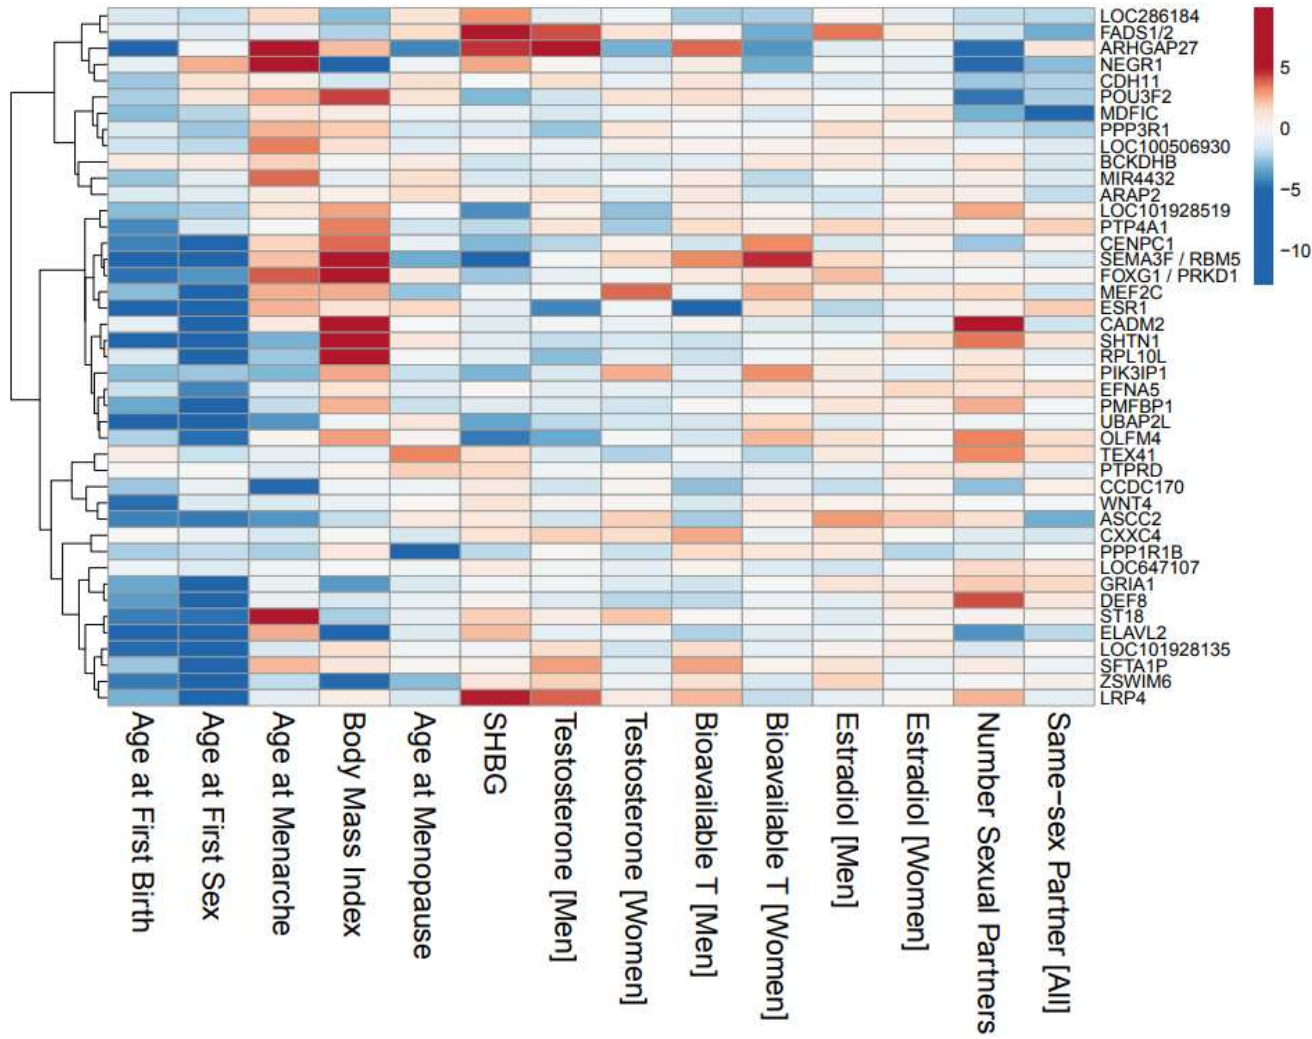 LOC286184
FADS1/2
ARHGAP27
NEGR1
CDH11
POU3F2
MDFIC
PPP3R1
LOC100506930
BCKDHB
MIR4432
ARAP2
LOC101928519
PTP4A1
CENPC1
SEMA3F / RBM5
FOXG1 / PRKD1
MEF2C
ESR1
CADM2
SHTN1
RPL10L
PIK3IP1
EFNA5
PMFBP1
UBAP2L
OLFM4
TEX41
PTPRD
CCDC170
WNT4
ASCC2
CXXC4
PPP1R1B
LOC647107
GRIA1
DEF8
ST18
ELAVL2
LOC101928135
SFTA1P
ZSWIM6
LRP4
5
0
−5
−10
Age at First Birth
Age at First Sex
Age at Menarche
Body Mass Index
Age at Menopause
SHBG
Testosterone [Men]
Testosterone [Women]
Bioavailable T [Men]
Bioavailable T [Women]
Estradiol [Men]
Estradiol [Women]
Number Sexual Partners
Same−sex Partner [All]